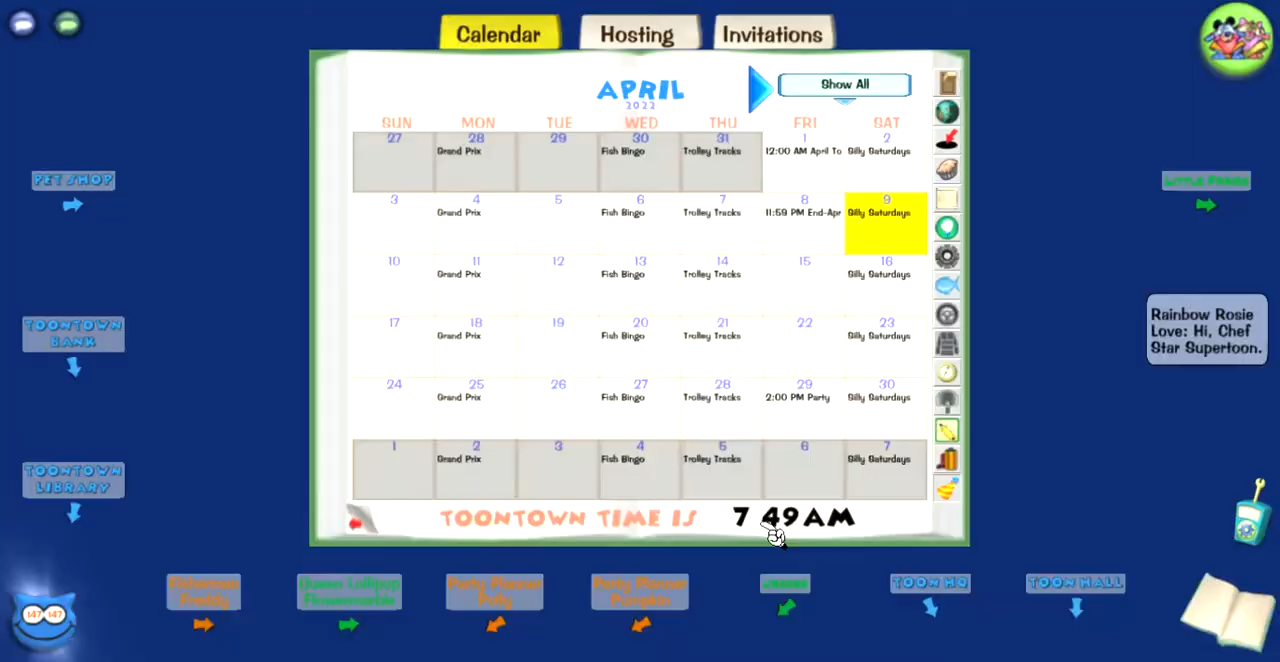 Calendar Hosting Invitations
APRIL
2022
Show All
SUN MON TUE WED THU FRI SAT
27 28 29 30 31 1 2
Grand Prix Fish Bingo Trolley Tracks 12:00 AM April To Silly Saturdays
3 4 5 6 7 8 9
Grand Prix Fish Bingo Trolley Tracks 11:59 PM End-Apr Silly Saturdays
10 11 12 13 14 15 16
Grand Prix Fish Bingo Trolley Tracks Silly Saturdays
17 18 19 20 21 22 23
Grand Prix Fish Bingo Trolley Tracks Silly Saturdays
24 25 26 27 28 29 30
Grand Prix Fish Bingo Trolley Tracks 2:00 PM Party Silly Saturdays
1 2 3 4 5 6 7
Grand Prix Fish Bingo Trolley Tracks Silly Saturdays
TOONTOWN TIME IS 7 49 AM
PET SHOP
TOONTOWN
BANK
TOONTOWN
LIBRARY
Rainbow Rosie
Love: Hi, Chef
Star Supertoon.
147 147
Fisherman
Freddy
Queen Lollipop
Party Planner
Polly
Party Planner
Pumpkin
TOON HQ
TOON HALL